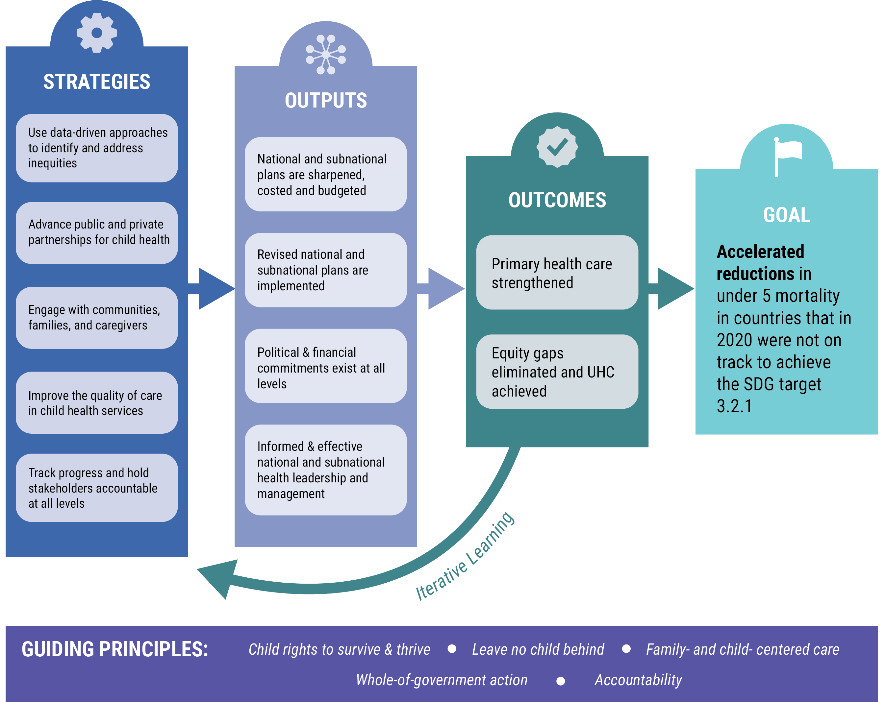 STRATEGIES
Use data-driven approaches
to identify and address
inequities
Advance public and private
partnerships for child health
Engage with communities,
families, and caregivers
Improve the quality of care
in child health services
Track progress and hold
stakeholders accountable
at all levels
OUTPUTS
National and subnational
plans are sharpened,
costed and budgeted
Revised national and
subnational plans are
implemented
Political & financial
commitments exist at all
levels
Informed & effective
national and subnational
health leadership and
management
OUTCOMES
Primary health care
strengthened
Equity gaps
eliminated and UHC
achieved
GOAL
Accelerated
reductions in
under 5 mortality
in countries that in
2020 were not on
track to achieve
the SDG target
3.2.1
Iterative Learning
GUIDING PRINCIPLES: Child rights to survive & thrive • Leave no child behind • Family- and child- centered care
Whole-of-government action • Accountability